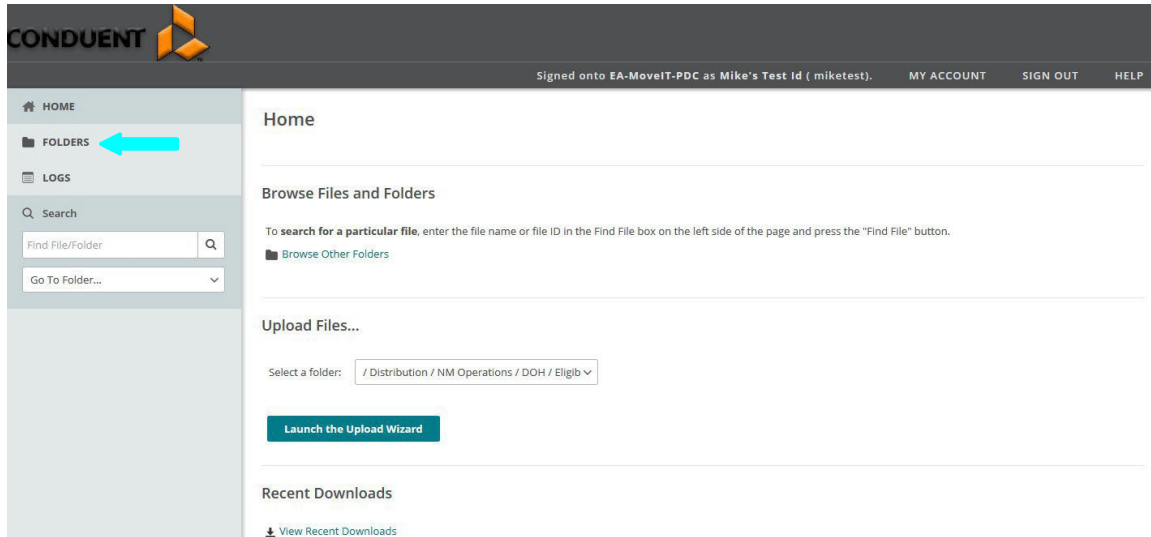 CONDUENT
Signed onto EA-MoveIT-PDC as Mike's Test Id ( miketest). MY ACCOUNT SIGN OUT HELP
HOME
FOLDERS
LOGS
Search
Find File/Folder
Go To Folder...
Home
Browse Files and Folders
To search for a particular file, enter the file name or file ID in the Find File box on the left side of the page and press the "Find File" button.
Browse Other Folders
Upload Files...
Select a folder: / Distribution / NM Operations / DOH / Eligib
Launch the Upload Wizard
Recent Downloads
View Recent Downloads